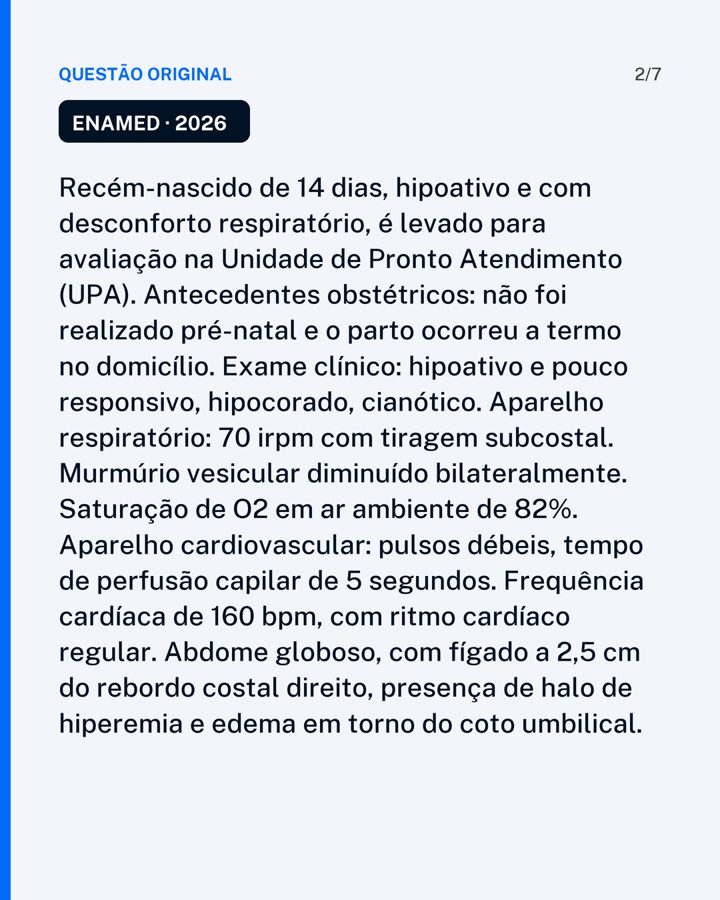 QUESTÃO ORIGINAL
2/7
ENAMED · 2026
Recém-nascido de 14 dias, hipoativo e com
desconforto respiratório, é levado para
avaliação na Unidade de Pronto Atendimento
(UPA). Antecedentes obstétricos: não foi
realizado pré-natal e o parto ocorreu a termo
no domicílio. Exame clínico: hipoativo e pouco
responsivo, hipocorado, cianótico. Aparelho
respiratório: 70 irpm com tiragem subcostal.
Murmúrio vesicular diminuído bilateralmente.
Saturação de O2 em ar ambiente de 82%.
Aparelho cardiovascular: pulsos débeis, tempo
de perfusão capilar de 5 segundos. Frequência
cardíaca de 160 bpm, com ritmo cardíaco
regular. Abdome globoso, com fígado a 2,5 cm
do rebordo costal direito, presença de halo de
hiperemia e edema em torno do coto umbilical.